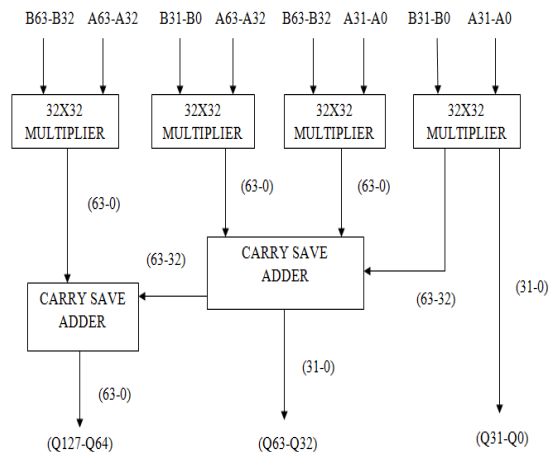 B63-B32 A63-A32 B31-B0 A63-A32 B63-B32 A31-A0 B31-B0 A31-A0
32X32
MULTIPLIER
32X32
MULTIPLIER
32X32
MULTIPLIER
32X32
MULTIPLIER
(63-0)
(63-0)
(63-0)
CARRY SAVE
ADDER
(63-32)
(63-32)
(31-0)
CARRY SAVE
ADDER
(31-0)
(63-0)
(Q127-Q64)
(Q63-Q32)
(Q31-Q0)